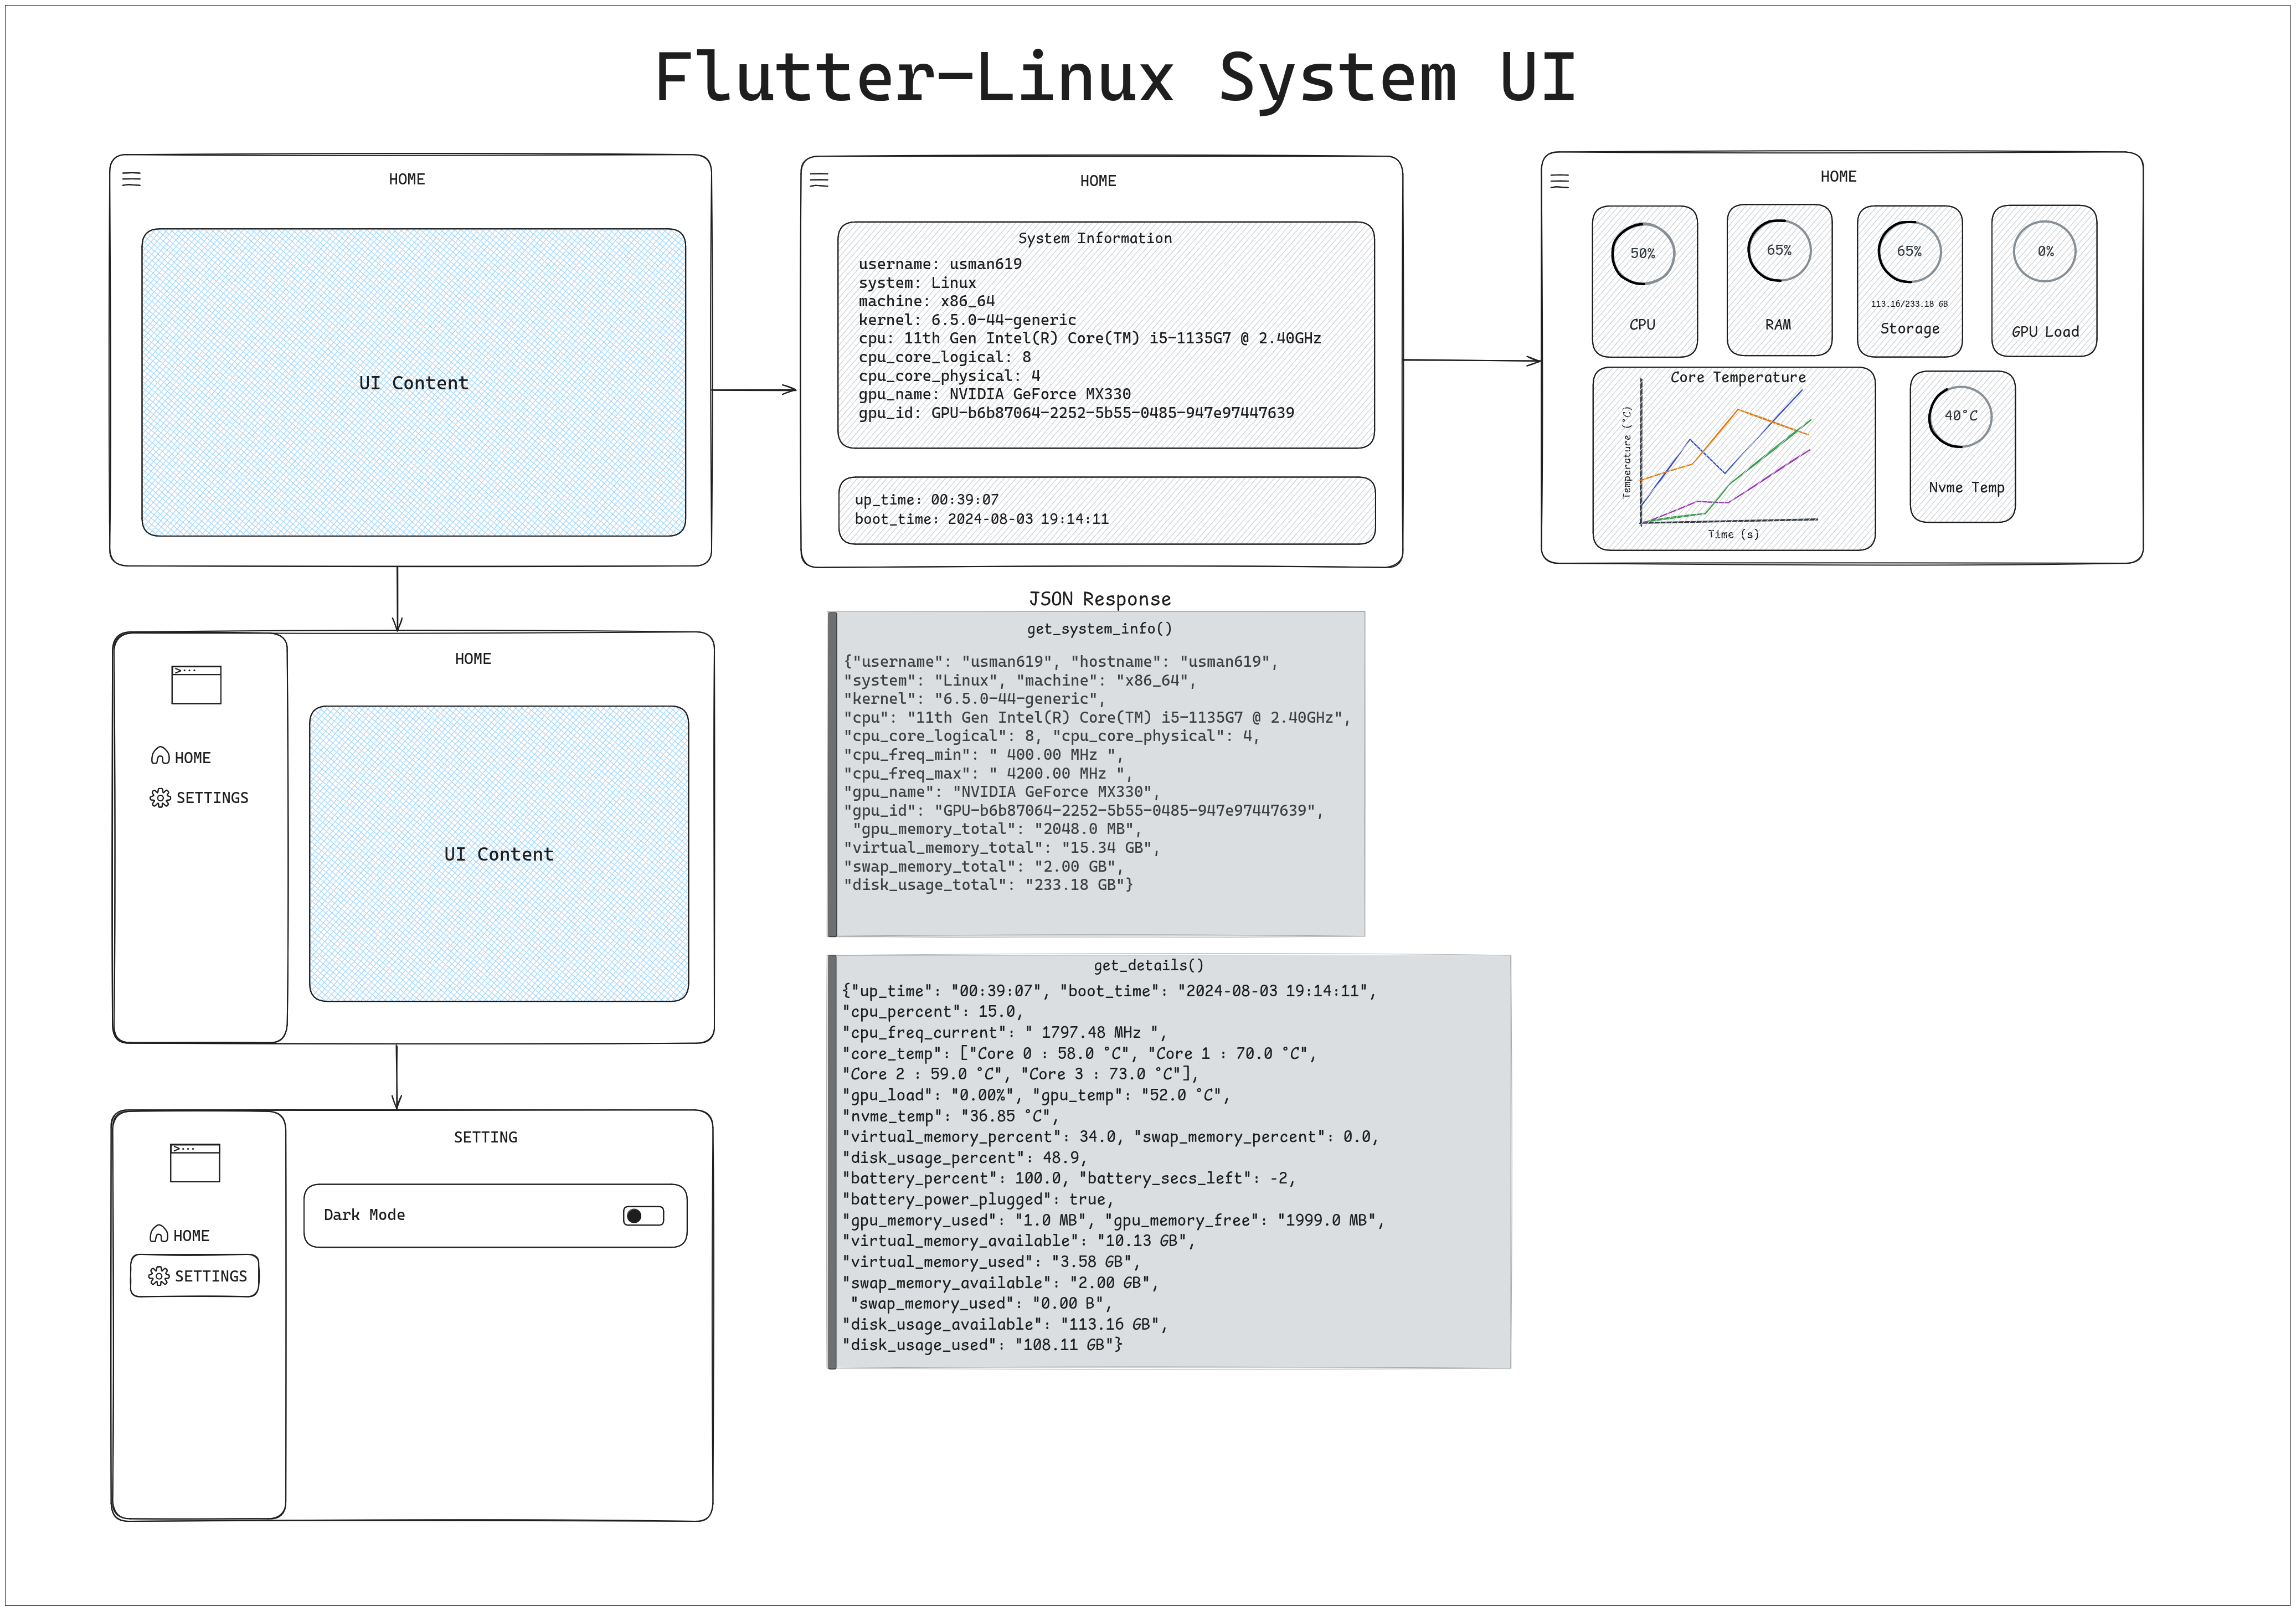 Flutter-Linux System UI
HOME
UI Content
HOME
System Information
username: usman619
system: Linux
machine: x86_64
kernel: 6.5.0-44-generic
cpu: 11th Gen Intel(R) Core(TM) i5-1135G7 @ 2.40GHz
cpu_core_logical: 8
cpu_core_physical: 4
gpu_name: NVIDIA GeForce MX330
gpu_id: GPU-b6b87064-2252-5b55-0485-947e97447639
up_time: 00:39:07
boot_time: 2024-08-03 19:14:11
HOME
50%
CPU
65%
RAM
65%
113.16/233.18 GB
Storage
0%
GPU Load
Core Temperature
Temperature (°C)
Time (s)
40°C
Nvme Temp
>···
HOME
SETTINGS
HOME
UI Content
>···
HOME
SETTINGS
SETTING
Dark Mode
JSON Response
get_system_info()
{"username": "usman619", "hostname": "usman619",
"system": "Linux", "machine": "x86_64",
"kernel": "6.5.0-44-generic",
"cpu": "11th Gen Intel(R) Core(TM) i5-1135G7 @ 2.40GHz",
"cpu_core_logical": 8, "cpu_core_physical": 4,
"cpu_freq_min": " 400.00 MHz ",
"cpu_freq_max": " 4200.00 MHz ",
"gpu_name": "NVIDIA GeForce MX330",
"gpu_id": "GPU-b6b87064-2252-5b55-0485-947e97447639",
"gpu_memory_total": "2048.0 MB",
"virtual_memory_total": "15.34 GB",
"swap_memory_total": "2.00 GB",
"disk_usage_total": "233.18 GB"}
get_details()
{"up_time": "00:39:07", "boot_time": "2024-08-03 19:14:11",
"cpu_percent": 15.0,
"cpu_freq_current": " 1797.48 MHz ",
"core_temp": ["Core 0 : 58.0 °C", "Core 1 : 70.0 °C",
"Core 2 : 59.0 °C", "Core 3 : 73.0 °C"],
"gpu_load": "0.00%", "gpu_temp": "52.0 °C",
"nvme_temp": "36.85 °C",
"virtual_memory_percent": 34.0, "swap_memory_percent": 0.0,
"disk_usage_percent": 48.9,
"battery_percent": 100.0, "battery_secs_left": -2,
"battery_power_plugged": true,
"gpu_memory_used": "1.0 MB", "gpu_memory_free": "1999.0 MB",
"virtual_memory_available": "10.13 GB",
"virtual_memory_used": "3.58 GB",
"swap_memory_available": "2.00 GB",
"swap_memory_used": "0.00 B",
"disk_usage_available": "113.16 GB",
"disk_usage_used": "108.11 GB"}